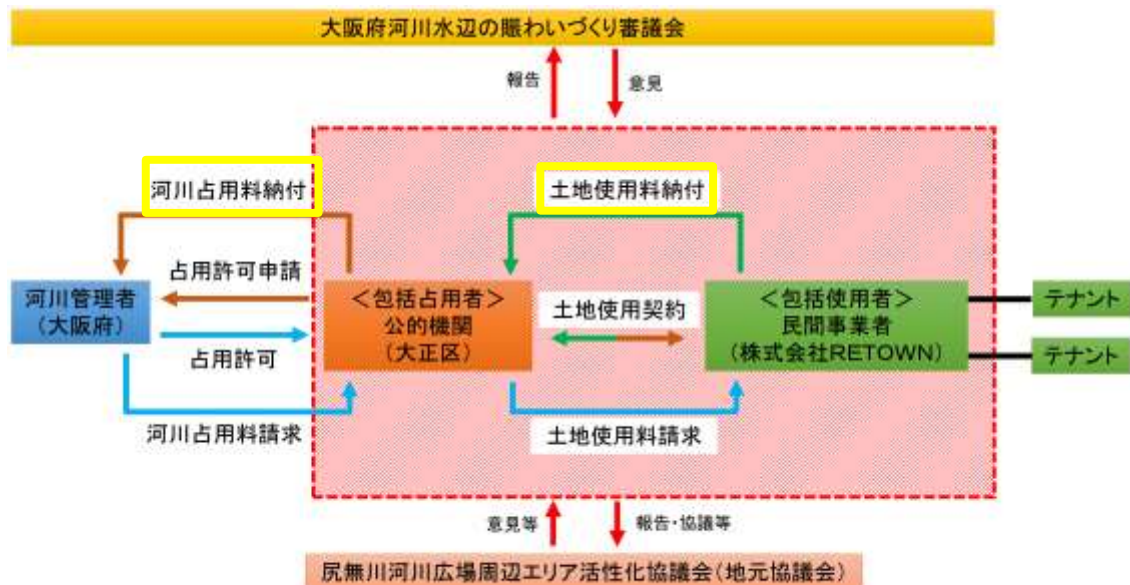 大阪府河川水辺の賑わいづくり審議会
報告
意見
河川占用料納付
土地使用料納付
占用許可申請
河川管理者
(大阪府)
占用許可
河川占用料請求
<包括占用者>
公的機関
(大正区)
土地使用契約
<包括使用者>
民間事業者
(株式会社RETOWN)
テナント
テナント
土地使用料請求
意見等
報告・協議等
尻無川河川広場周辺エリア活性化協議会(地元協議会)